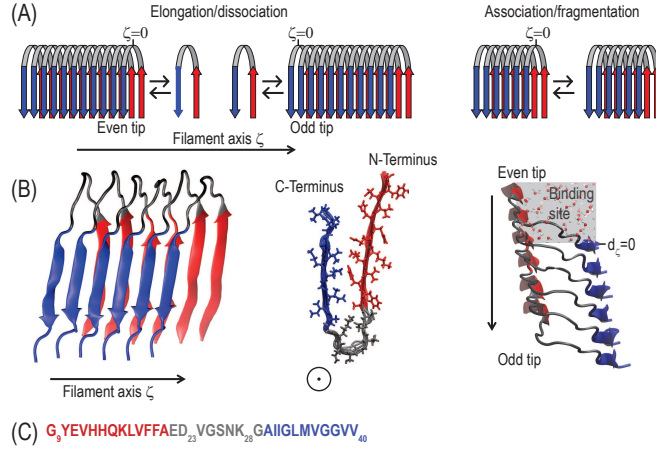 (A)
Elongation/dissociation
Association/fragmentation
ζ=0
ζ=0
ζ=0
Even tip
Odd tip
Filament axis ζ
(B)
N-Terminus
C-Terminus
Even tip
Binding
site
d_ζ=0
Odd tip
Filament axis ζ
(C) G₉YEVHHQKLVFFAED₂₃VGSNK₂₈GAIIGLMVGGVV₄₀